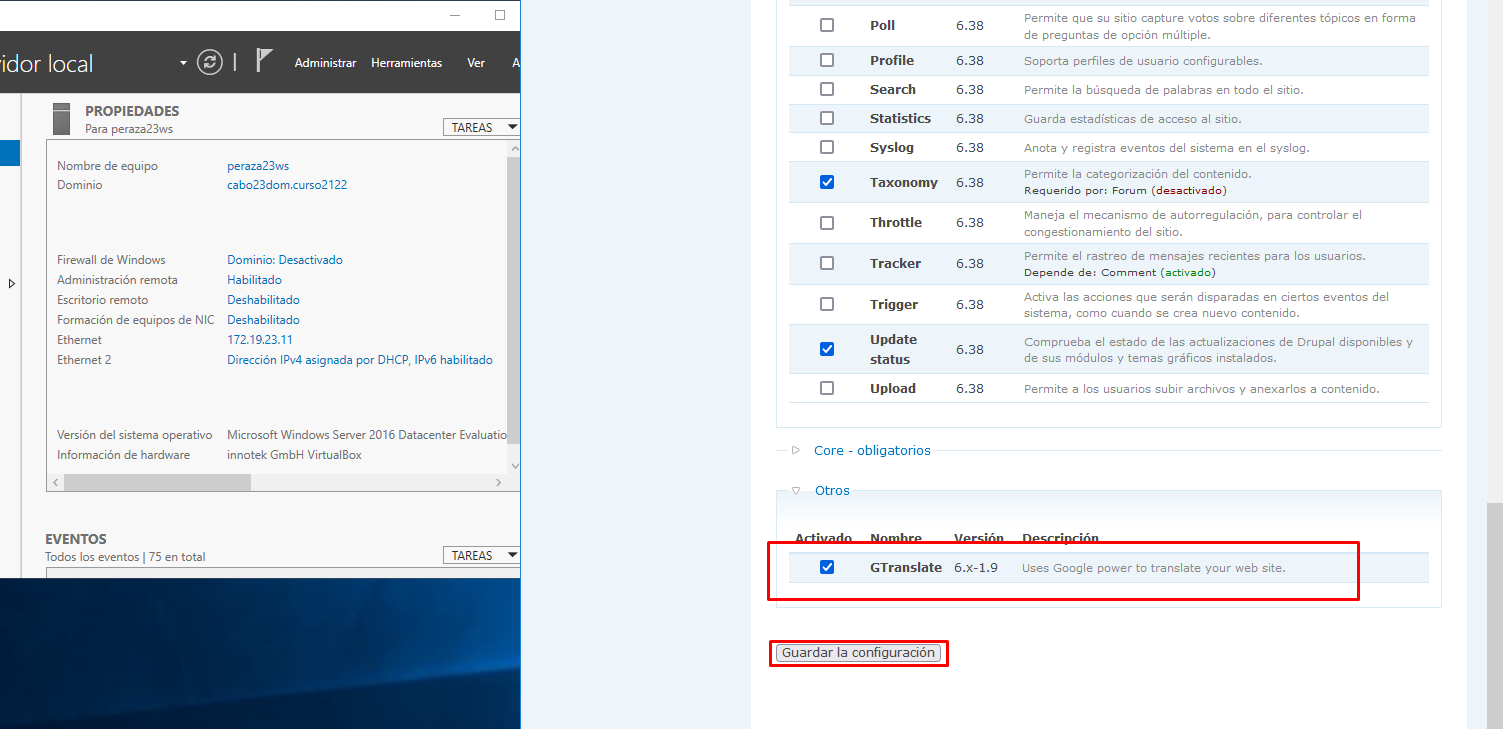 idor local
Administrar Herramientas Ver A
PROPIEDADES
Para peraza23ws
TAREAS
Nombre de equipo peraza23ws
Dominio cabo23dom.curso2122
Firewall de Windows Dominio: Desactivado
Administración remota Habilitado
Escritorio remoto Deshabilitado
Formación de equipos de NIC Deshabilitado
Ethernet 172.19.23.11
Ethernet 2 Dirección IPv4 asignada por DHCP, IPv6 habilitado
Versión del sistema operativo Microsoft Windows Server 2016 Datacenter Evaluatio
Información de hardware innotek GmbH VirtualBox
EVENTOS
Todos los eventos | 75 en total
TAREAS
Poll 6.38 Permite que su sitio capture votos sobre diferentes tópicos en forma
de preguntas de opción múltiple.
Profile 6.38 Soporta perfiles de usuario configurables.
Search 6.38 Permite la búsqueda de palabras en todo el sitio.
Statistics 6.38 Guarda estadísticas de acceso al sitio.
Syslog 6.38 Anota y registra eventos del sistema en el syslog.
Taxonomy 6.38 Permite la categorización del contenido.
Requerido por: Forum (desactivado)
Throttle 6.38 Maneja el mecanismo de autorregulación, para controlar el
congestionamiento del sitio.
Tracker 6.38 Permite el rastreo de mensajes recientes para los usuarios.
Depende de: Comment (activado)
Trigger 6.38 Activa las acciones que serán disparadas en ciertos eventos del
sistema, como cuando se crea nuevo contenido.
Update status 6.38 Comprueba el estado de las actualizaciones de Drupal disponibles y
de sus módulos y temas gráficos instalados.
Upload 6.38 Permite a los usuarios subir archivos y anexarlos a contenido.
Core - obligatorios
Otros
Activado Nombre Versión Descripción
GTranslate 6.x-1.9 Uses Google power to translate your web site.
Guardar la configuración